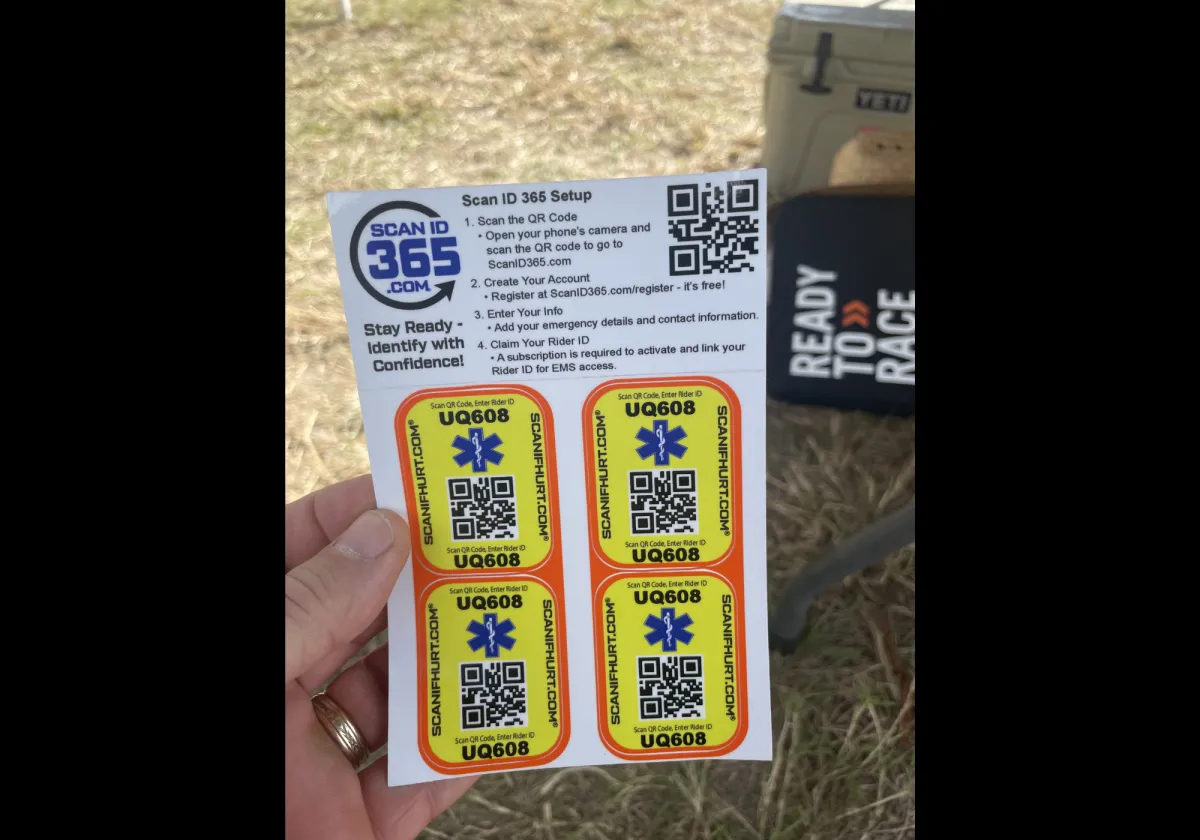 SCAN ID
365
.COM
Stay Ready -
Identify with
Confidence!
Scan ID 365 Setup
1. Scan the QR Code
• Open your phone's camera and
scan the QR code to go to
ScanID365.com
2. Create Your Account
• Register at ScanID365.com/register - it's free!
3. Enter Your Info
• Add your emergency details and contact information.
4. Claim Your Rider ID
• A subscription is required to activate and link your
Rider ID for EMS access.
Scan QR Code, Enter Rider ID
UQ608
SCANIFHURT.COM®
SCANIFHURT.COM®
Scan QR Code, Enter Rider ID
UQ608
Scan QR Code, Enter Rider ID
UQ608
SCANIFHURT.COM®
SCANIFHURT.COM®
Scan QR Code, Enter Rider ID
UQ608
Scan QR Code, Enter Rider ID
UQ608
SCANIFHURT.COM®
SCANIFHURT.COM®
Scan QR Code, Enter Rider ID
UQ608
Scan QR Code, Enter Rider ID
UQ608
SCANIFHURT.COM®
SCANIFHURT.COM®
Scan QR Code, Enter Rider ID
UQ608
YETI
READY
TO
RACE